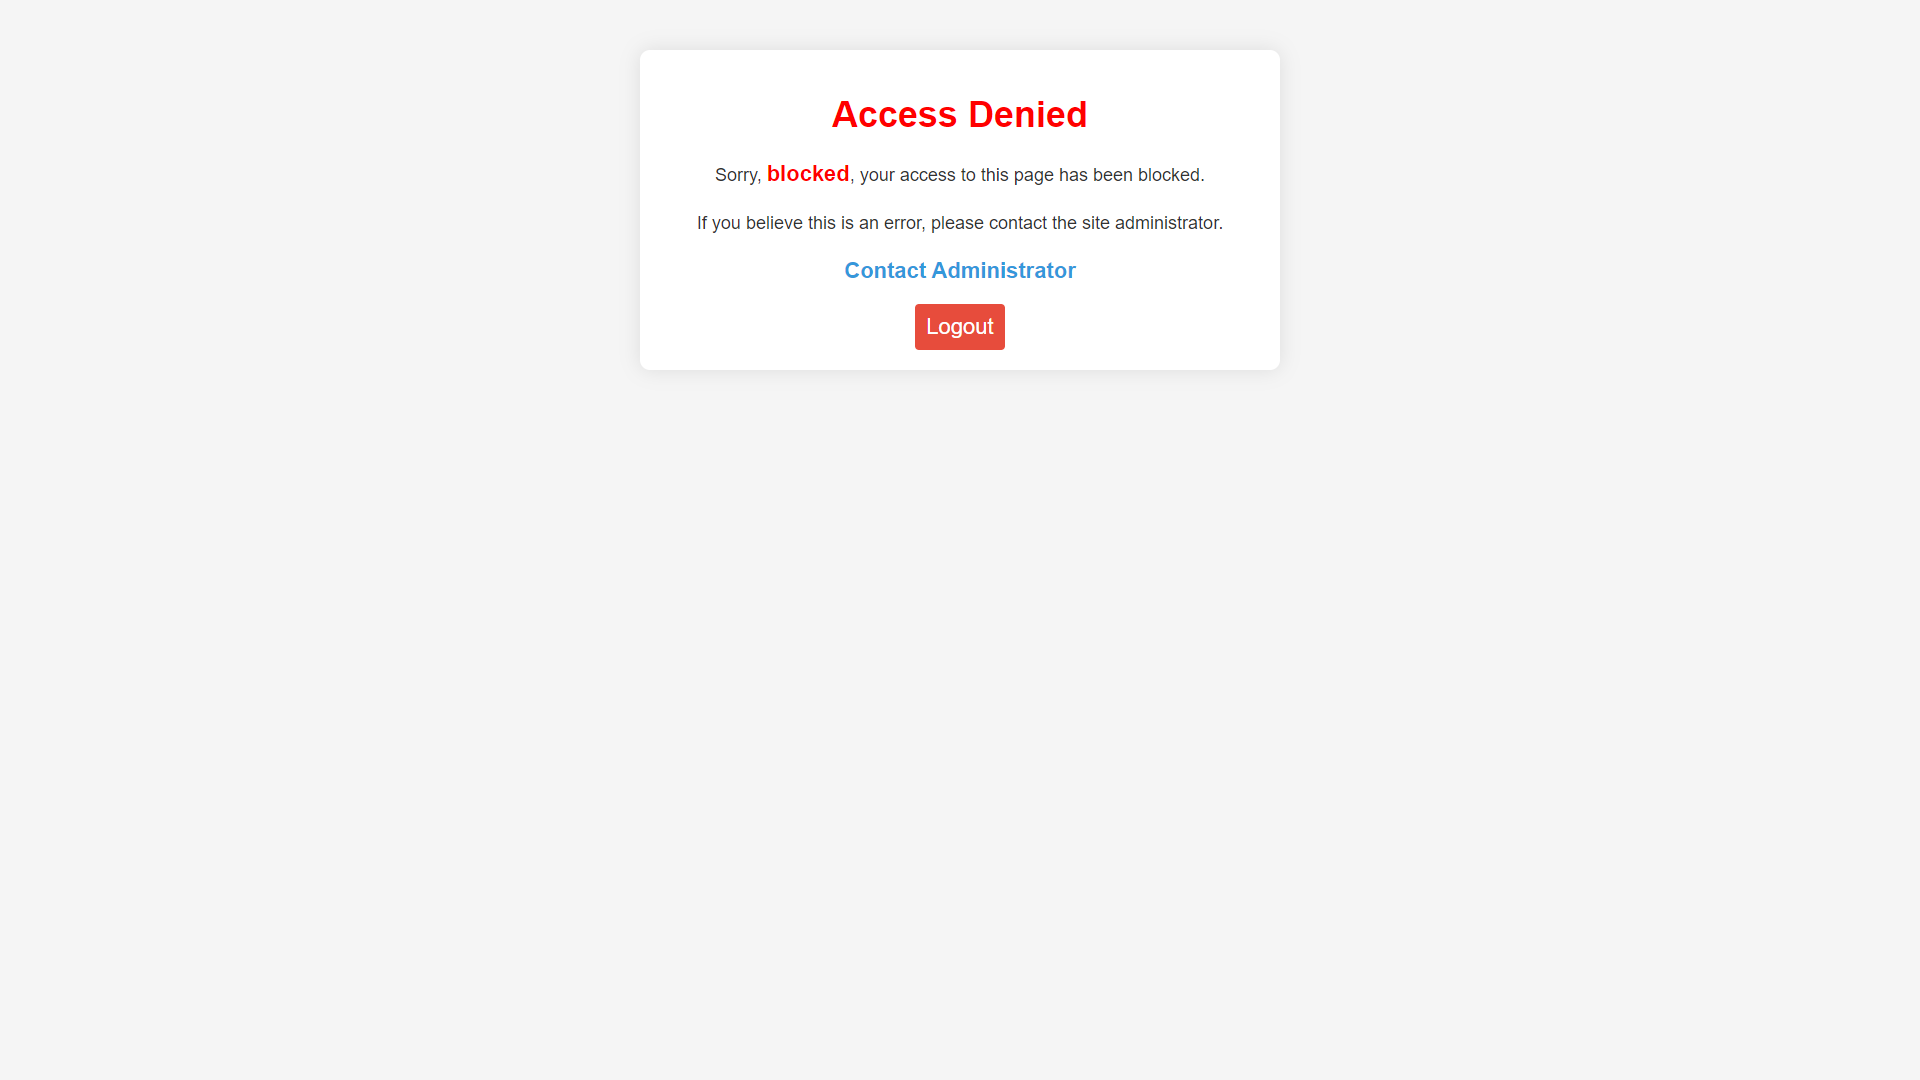 Access Denied
Sorry, blocked, your access to this page has been blocked.
If you believe this is an error, please contact the site administrator.
Contact Administrator
Logout